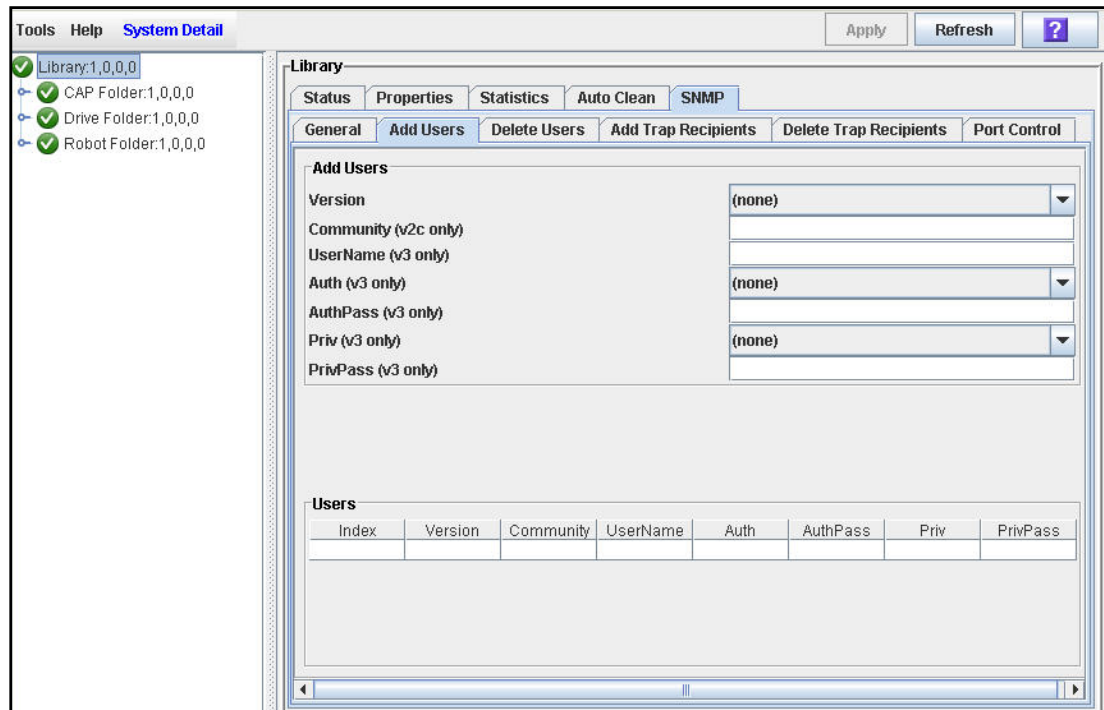 Tools Help System Detail Apply Refresh ?
Library:1,0,0,0
CAP Folder:1,0,0,0
Drive Folder:1,0,0,0
Robot Folder:1,0,0,0
Library
Status Properties Statistics Auto Clean SNMP
General Add Users Delete Users Add Trap Recipients Delete Trap Recipients Port Control
Add Users
Version (none)
Community (v2c only)
UserName (v3 only)
Auth (v3 only) (none)
AuthPass (v3 only)
Priv (v3 only) (none)
PrivPass (v3 only)
Users
Index Version Community UserName Auth AuthPass Priv PrivPass